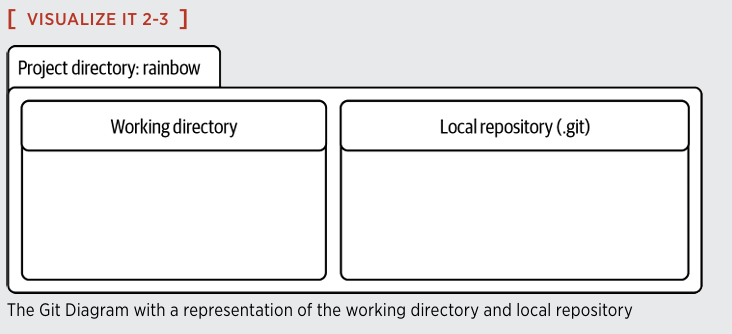 [ VISUALIZE IT 2-3 ]
Project directory: rainbow
Working directory
Local repository (.git)
The Git Diagram with a representation of the working directory and local repository